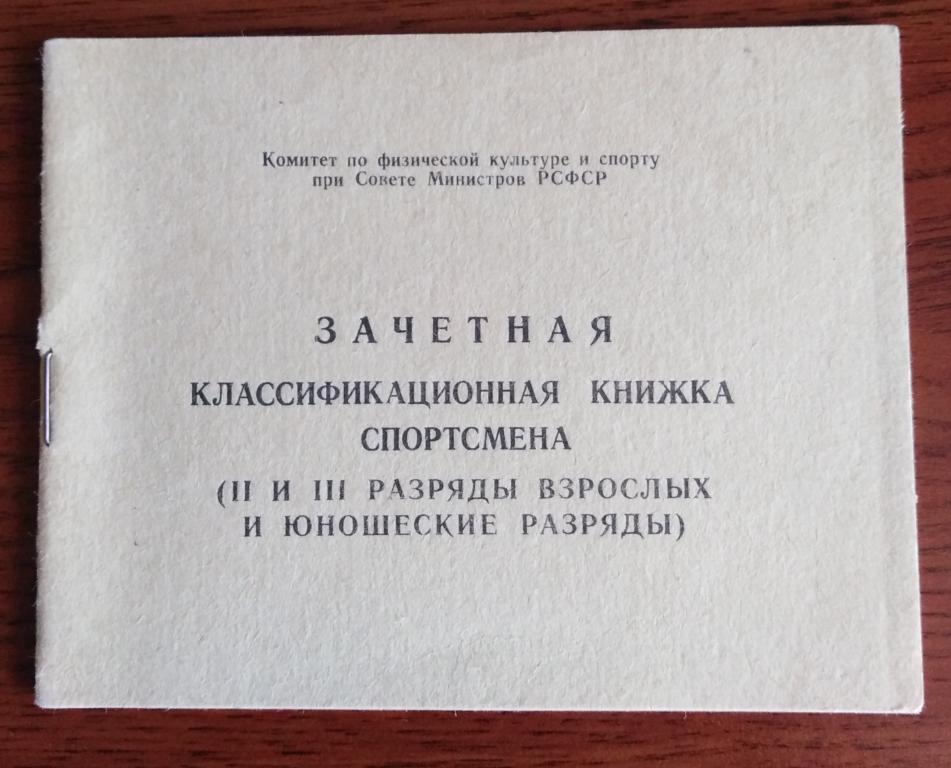 Комитет по физической культуре и спорту
при Совете Министров РСФСР
ЗАЧЕТНАЯ
КЛАССИФИКАЦИОННАЯ КНИЖКА
СПОРТСМЕНА
(II И III РАЗРЯДЫ ВЗРОСЛЫХ
И ЮНОШЕСКИЕ РАЗРЯДЫ)